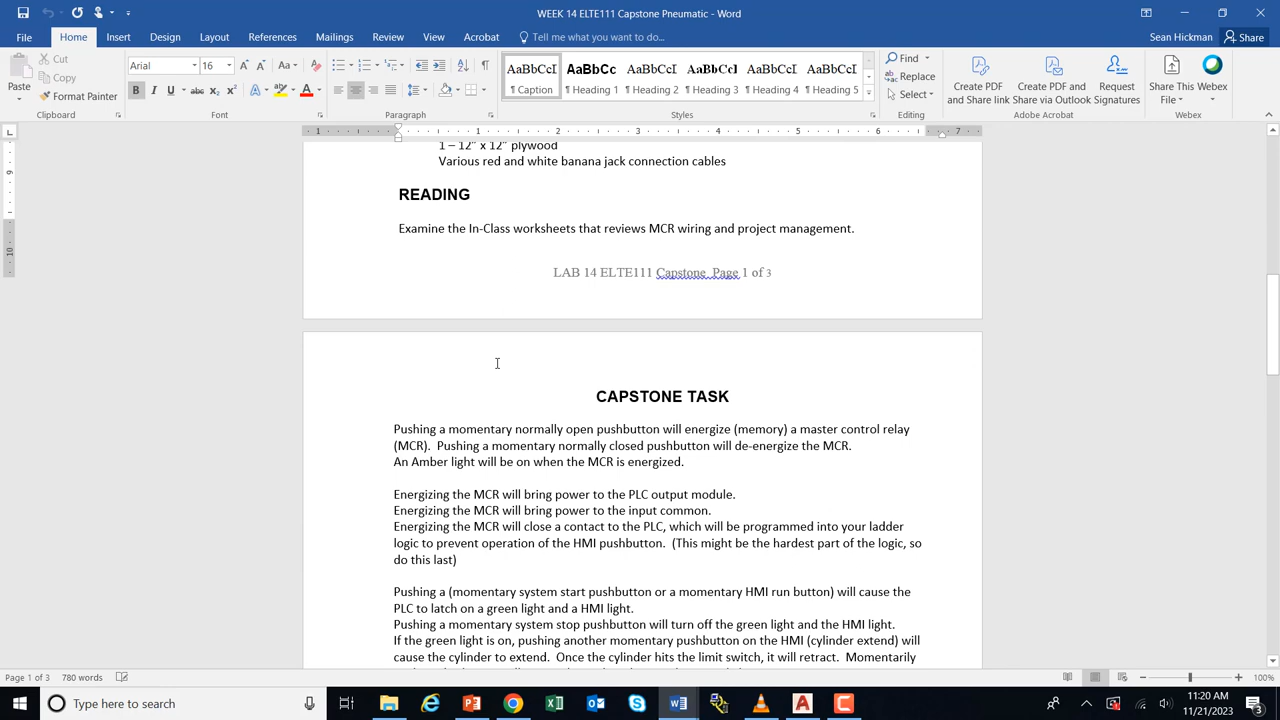 WEEK 14 ELTE111 Capstone Pneumatic - Word
File Home Insert Design Layout References Mailings Review View Acrobat Tell me what you want to do... Sean Hickman Share
Paste Cut Copy Format Painter
Arial 16 Aa
B I U abc x2 x2 A A
AaBbCcI AaBbCc AaBbCcI AaBbCcI AaBbCcI AaBbCcI
¶ Caption ¶ Heading 1 ¶ Heading 2 ¶ Heading 3 ¶ Heading 4 ¶ Heading 5
Find Replace Select
Create PDF and Share link Create PDF and Share via Outlook Request Signatures Share This File Webex
Clipboard Font Paragraph Styles Editing Adobe Acrobat Webex
1 1 2 3 4 5 6 7
9
10
1 – 12” x 12” plywood
Various red and white banana jack connection cables
READING
Examine the In-Class worksheets that reviews MCR wiring and project management.
LAB 14 ELTE111 Capstone Page 1 of 3
CAPSTONE TASK
Pushing a momentary normally open pushbutton will energize (memory) a master control relay
(MCR). Pushing a momentary normally closed pushbutton will de-energize the MCR.
An Amber light will be on when the MCR is energized.
Energizing the MCR will bring power to the PLC output module.
Energizing the MCR will bring power to the input common.
Energizing the MCR will close a contact to the PLC, which will be programmed into your ladder
logic to prevent operation of the HMI pushbutton. (This might be the hardest part of the logic, so
do this last)
Pushing a (momentary system start pushbutton or a momentary HMI run button) will cause the
PLC to latch on a green light and a HMI light.
Pushing a momentary system stop pushbutton will turn off the green light and the HMI light.
If the green light is on, pushing another momentary pushbutton on the HMI (cylinder extend) will
cause the cylinder to extend. Once the cylinder hits the limit switch, it will retract. Momentarily
Page 1 of 3 780 words 100%
Type here to search 11:20 AM
11/21/2023